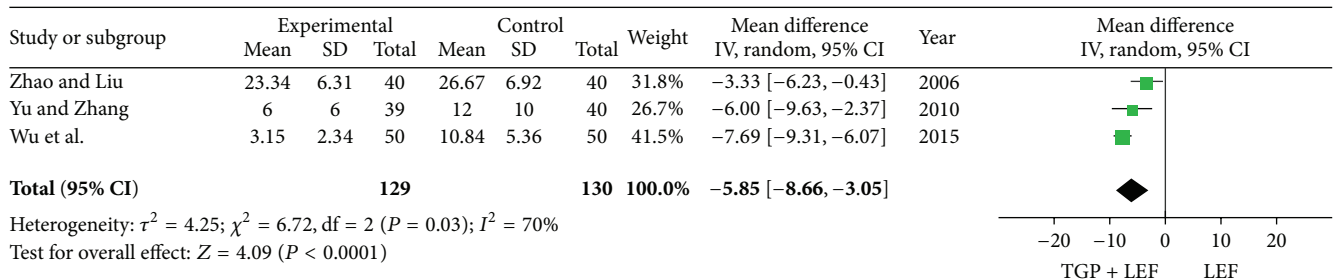 Study or subgroup Experimental Control Weight Mean difference Year Mean difference
Mean SD Total Mean SD Total IV, random, 95% CI IV, random, 95% CI
Zhao and Liu 23.34 6.31 40 26.67 6.92 40 31.8% −3.33 [−6.23, −0.43] 2006
Yu and Zhang 6 6 39 12 10 40 26.7% −6.00 [−9.63, −2.37] 2010
Wu et al. 3.15 2.34 50 10.84 5.36 50 41.5% −7.69 [−9.31, −6.07] 2015
Total (95% CI) 129 130 100.0% −5.85 [−8.66, −3.05]
Heterogeneity: τ² = 4.25; χ² = 6.72, df = 2 (P = 0.03); I² = 70%
Test for overall effect: Z = 4.09 (P < 0.0001)
−20 −10 0 10 20
TGP + LEF LEF